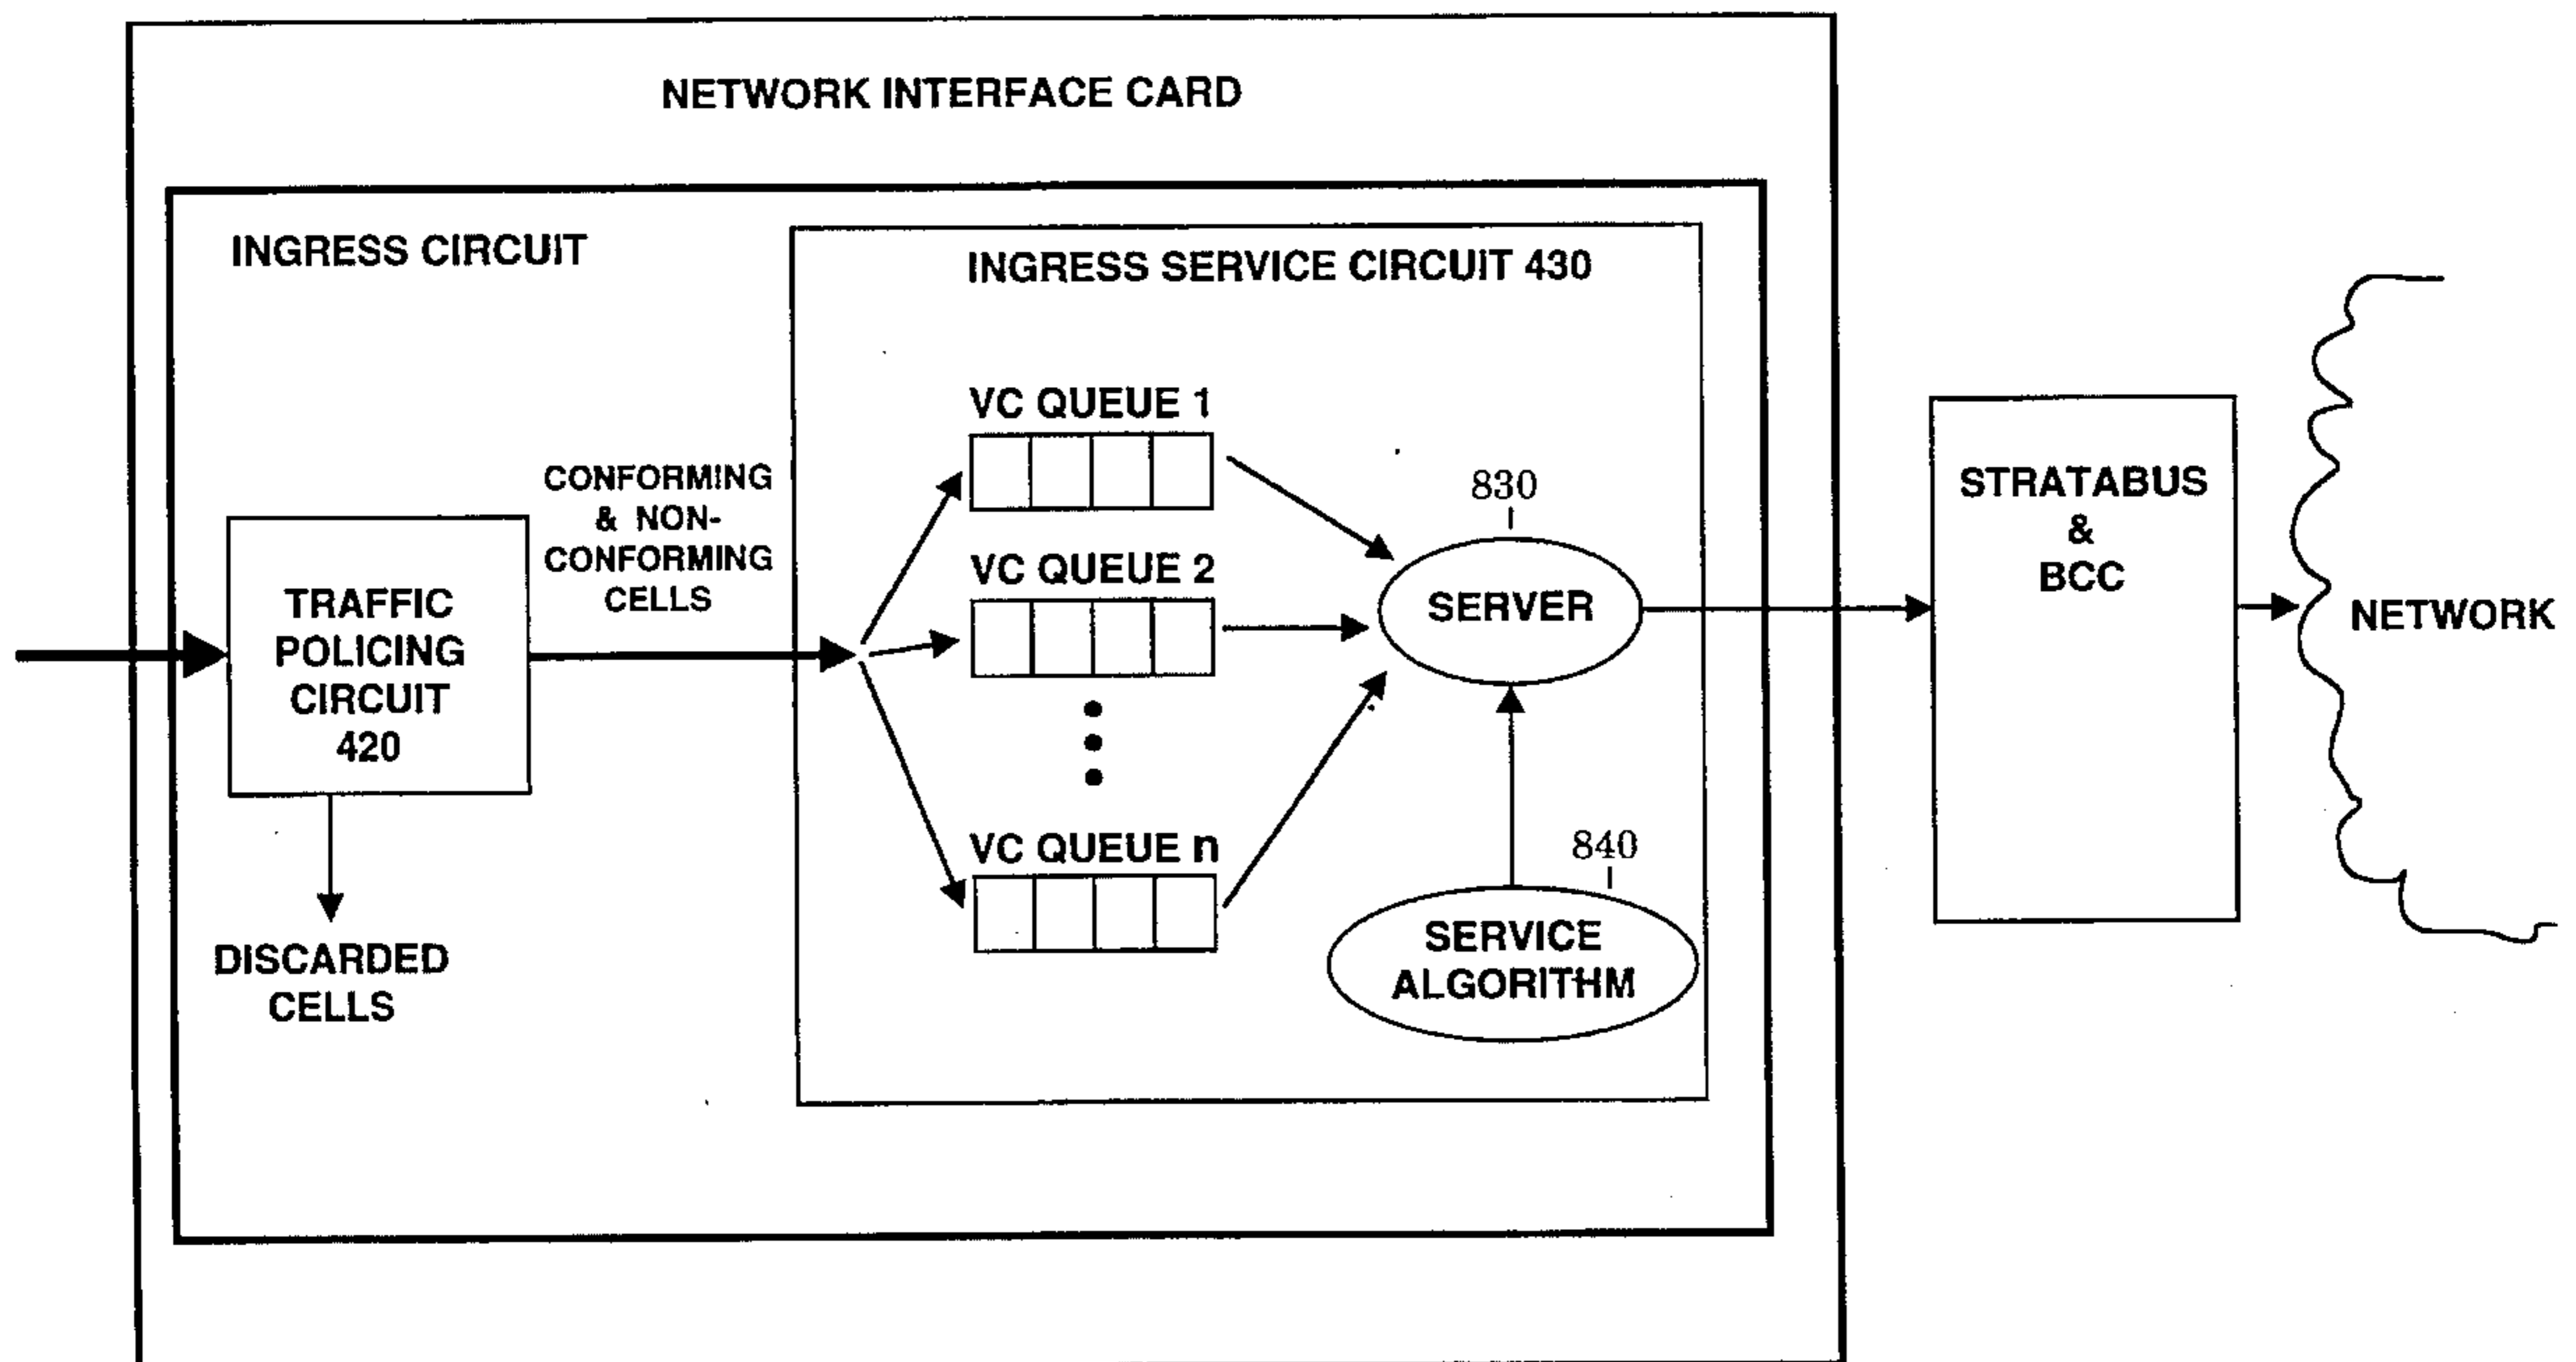 NETWORK INTERFACE CARD
INGRESS CIRCUIT
INGRESS SERVICE CIRCUIT 430
VC QUEUE 1
CONFORMING
& NON-
CONFORMING
CELLS
830
STRATABUS
&
BCC
VC QUEUE 2
TRAFFIC
POLICING
CIRCUIT
420
SERVER
NETWORK
VC QUEUE n
840
SERVICE
ALGORITHM
DISCARDED
CELLS